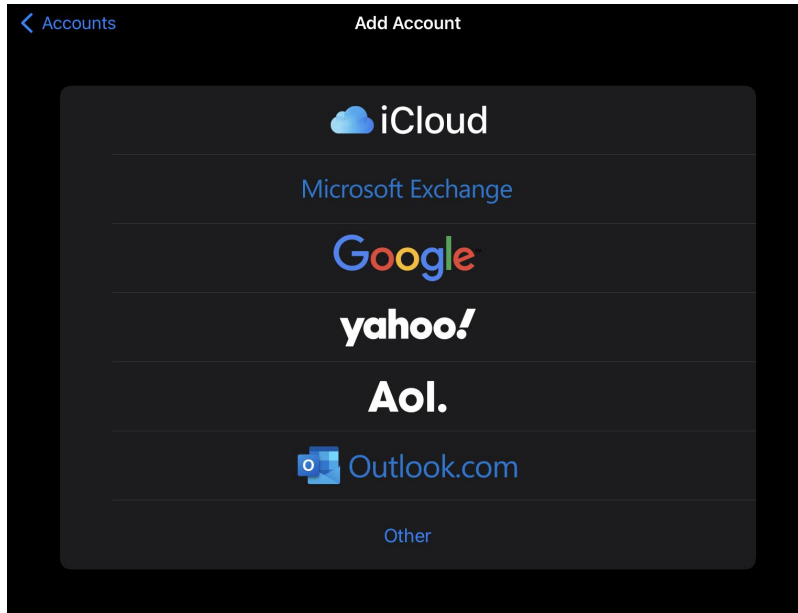 Accounts
Add Account
iCloud
Microsoft Exchange
Google
yahoo!
Aol.
Outlook.com
Other